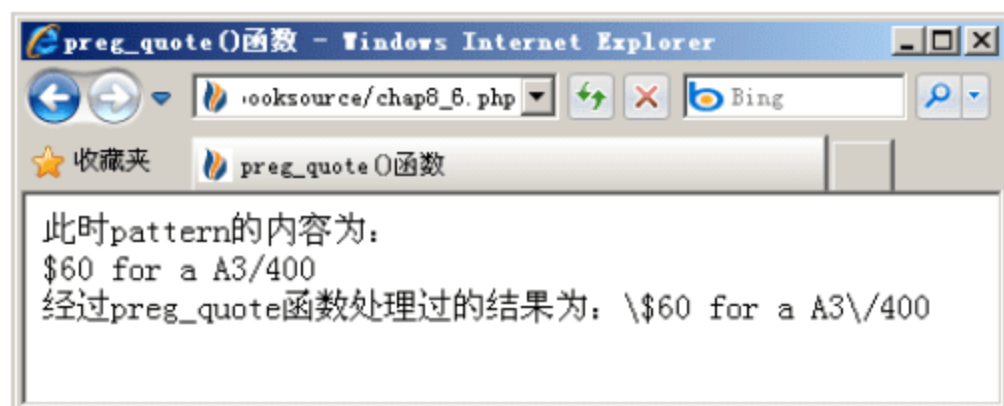 preg_quote()函数 - Windows Internet Explorer
ooksource/chap8_6.php
Bing
收藏夹
preg_quote()函数
此时pattern的内容为：
$60 for a A3/400
经过preg_quote函数处理过的结果为：\$60 for a A3\/400